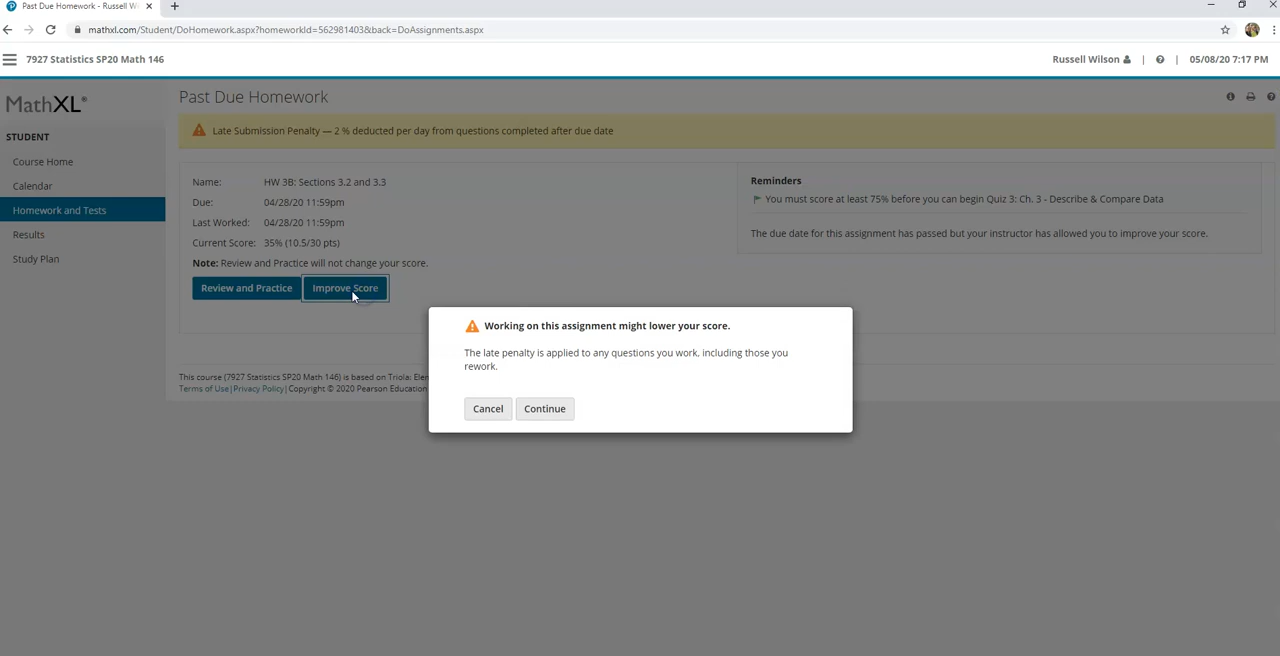 Past Due Homework - Russell W
mathxl.com/Student/DoHomework.aspx?homeworkId=562981403&back=DoAssignments.aspx
7927 Statistics SP20 Math 146
Russell Wilson | ? | 05/08/20 7:17 PM
MathXL®
Past Due Homework
STUDENT
Late Submission Penalty — 2 % deducted per day from questions completed after due date
Course Home
Calendar
Homework and Tests
Results
Study Plan
Name: HW 3B: Sections 3.2 and 3.3
Due: 04/28/20 11:59pm
Last Worked: 04/28/20 11:59pm
Current Score: 35% (10.5/30 pts)
Note: Review and Practice will not change your score.
Review and Practice Improve Score
Reminders
You must score at least 75% before you can begin Quiz 3: Ch. 3 - Describe & Compare Data
The due date for this assignment has passed but your instructor has allowed you to improve your score.
Working on this assignment might lower your score.
The late penalty is applied to any questions you work, including those you
rework.
Cancel Continue
This course (7927 Statistics SP20 Math 146) is based on Triola: Elem
Terms of Use|Privacy Policy|Copyright © 2020 Pearson Education